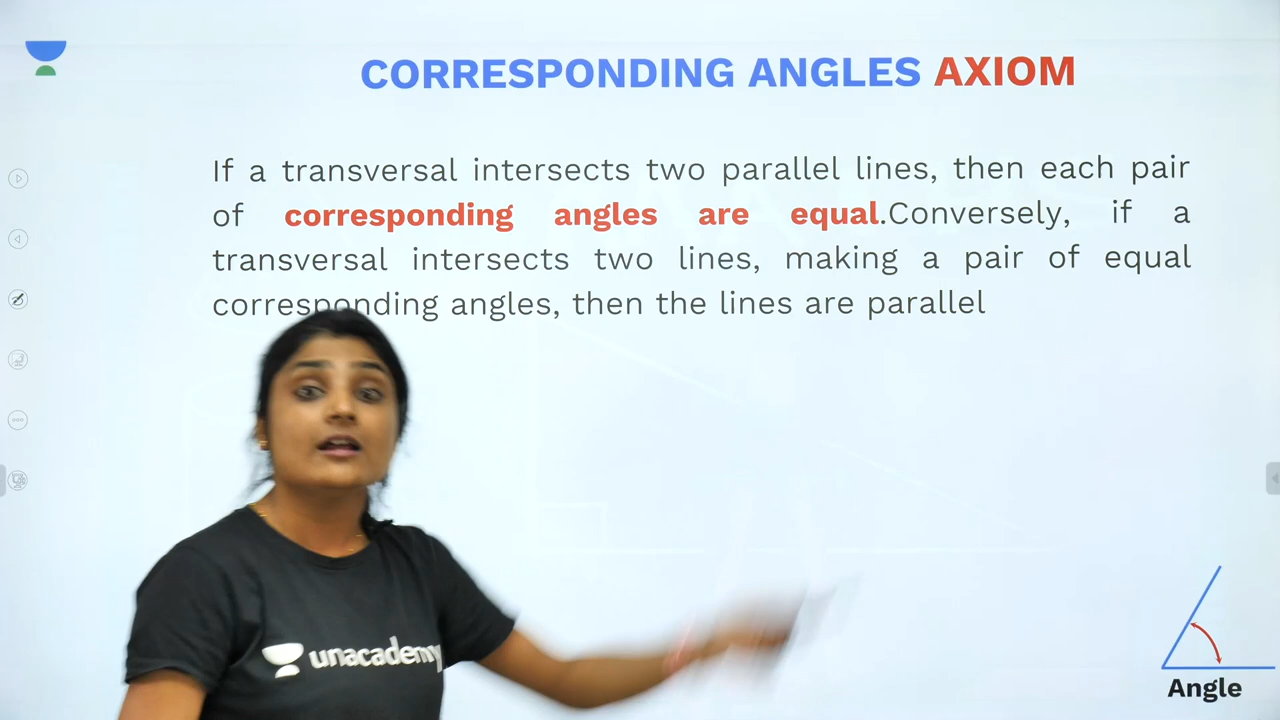 CORRESPONDING ANGLES AXIOM
If a transversal intersects two parallel lines, then each pair
of corresponding angles are equal.Conversely, if a
transversal intersects two lines, making a pair of equal
corresponding angles, then the lines are parallel
unacademy
Angle